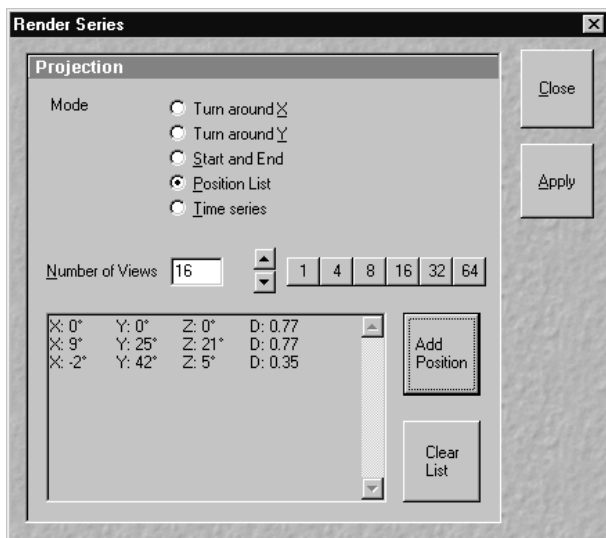 Render Series
Projection
Mode
Turn around X
Turn around Y
Start and End
Position List
Time series
Close
Apply
Number of Views 16 1 4 8 16 32 64
X: 0° Y: 0° Z: 0° D: 0.77
X: 9° Y: 25° Z: 21° D: 0.77
X: -2° Y: 42° Z: 5° D: 0.35
Add
Position
Clear
List